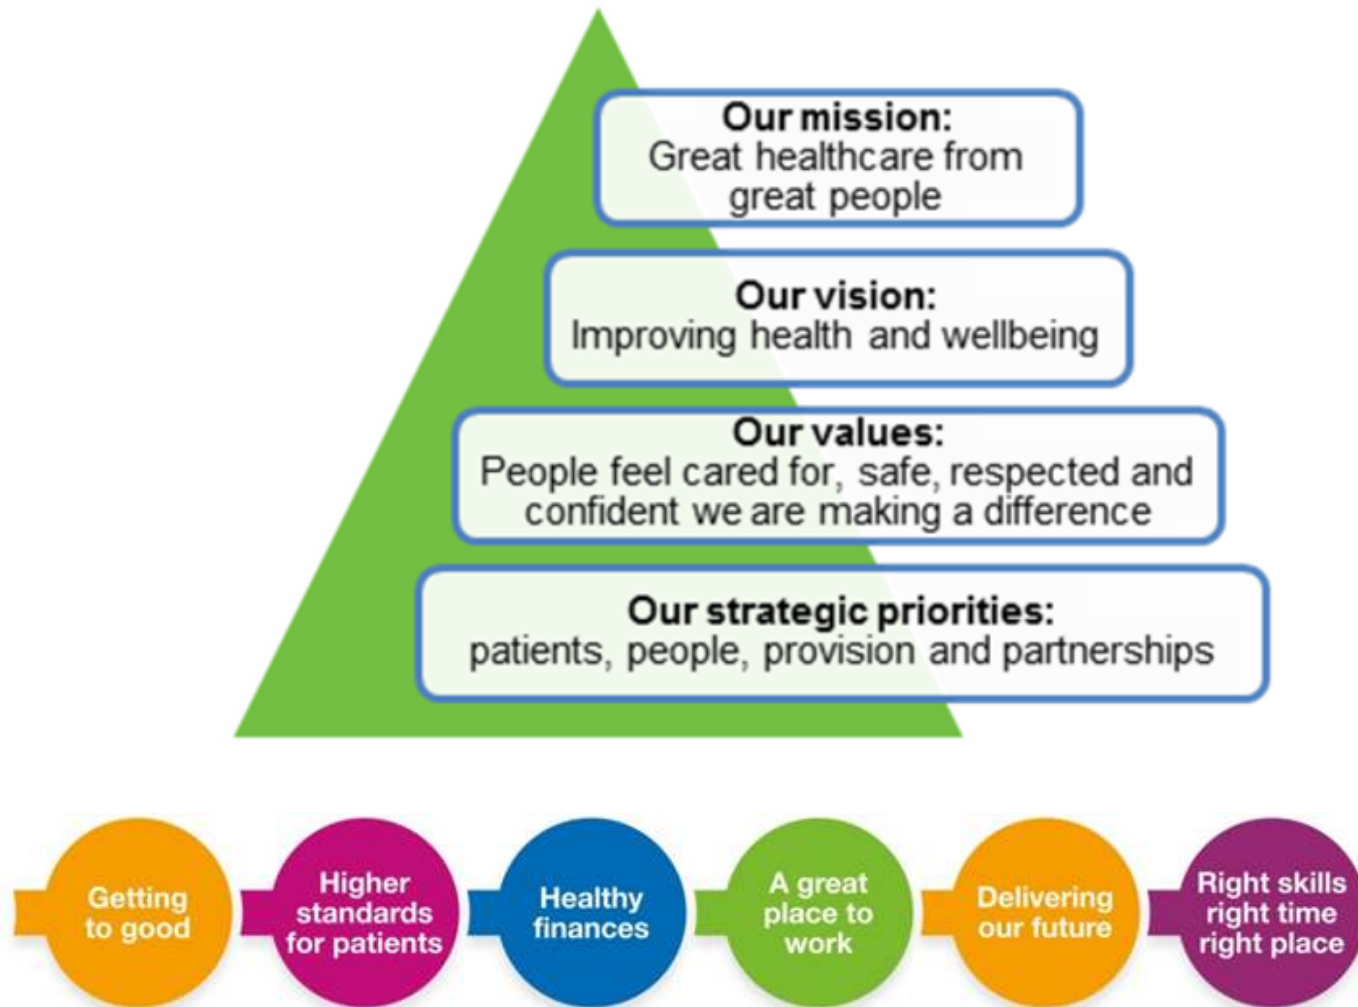 Our mission:
Great healthcare from
great people
Our vision:
Improving health and wellbeing
Our values:
People feel cared for, safe, respected and
confident we are making a difference
Our strategic priorities:
patients, people, provision and partnerships
Getting
to good
Higher
standards
for patients
Healthy
finances
A great
place to
work
Delivering
our future
Right skills
right time
right place